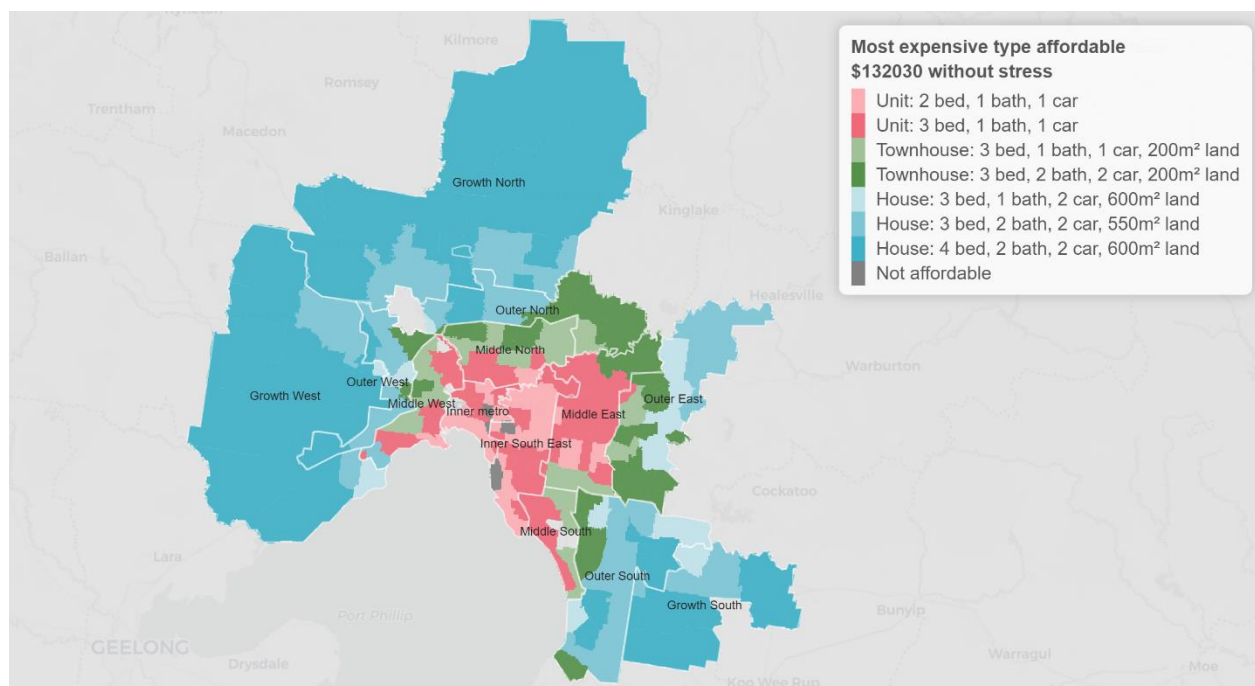 Kyneton
Kilmore
Romsey
Trentham
Macedon
Most expensive type affordable
$132030 without stress
Unit: 2 bed, 1 bath, 1 car
Unit: 3 bed, 1 bath, 1 car
Townhouse: 3 bed, 1 bath, 1 car, 200m² land
Townhouse: 3 bed, 2 bath, 2 car, 200m² land
House: 3 bed, 1 bath, 2 car, 600m² land
House: 3 bed, 2 bath, 2 car, 550m² land
House: 4 bed, 2 bath, 2 car, 600m² land
Not affordable
Growth North
Kinglake
Ballan
Healesville
Outer North
Middle North
Warburton
Outer West
Growth West
Middle West
Inner metro
Middle East
Outer East
Inner South East
Cockatoo
Middle South
Lara
Outer South
Growth South
Port Phillip
Bunyip
GEELONG
Drysdale
Warragul
Moe
Koo Wee Rup